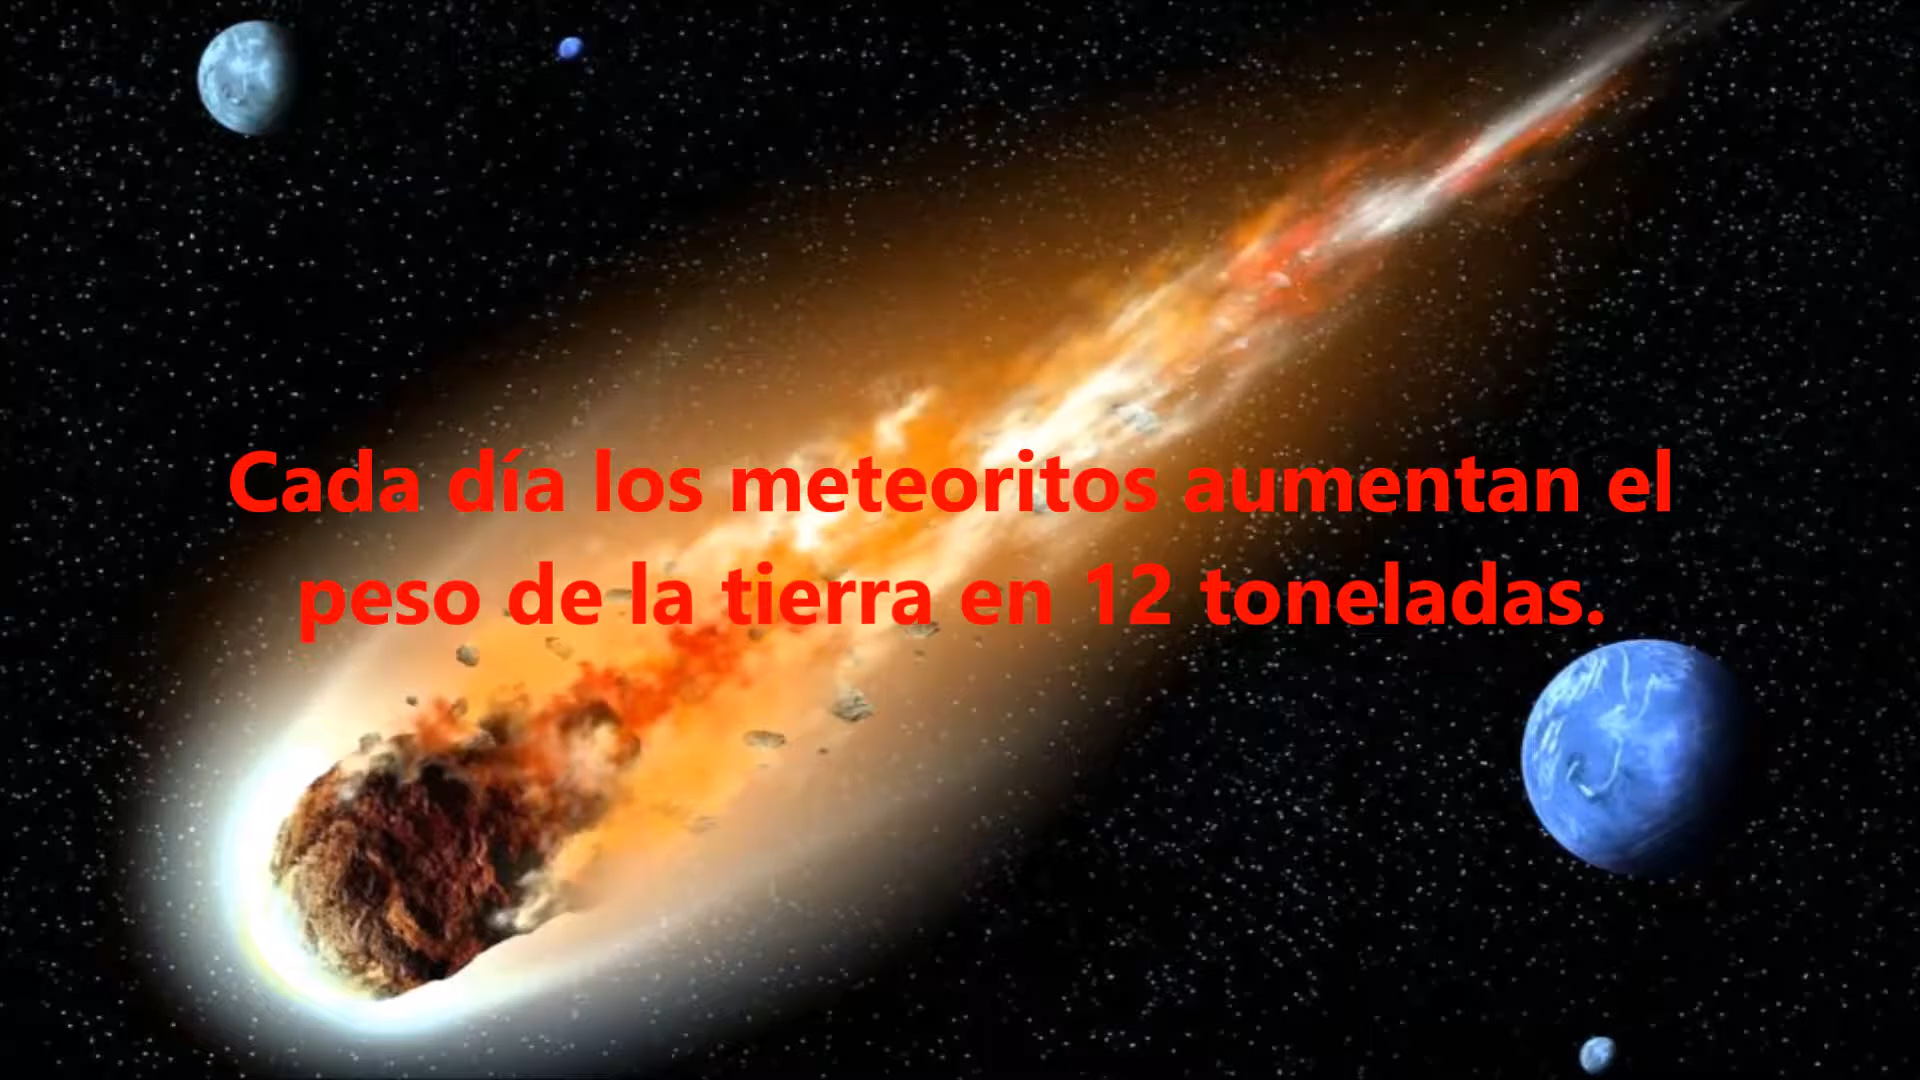 Cada día los meteoritos aumentan el
peso de la tierra en 12 toneladas.